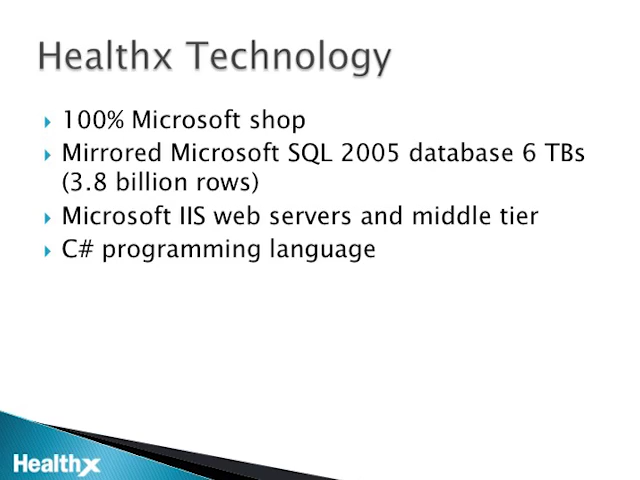 Healthx Technology
100% Microsoft shop
Mirrored Microsoft SQL 2005 database 6 TBs
(3.8 billion rows)
Microsoft IIS web servers and middle tier
C# programming language
Healthx